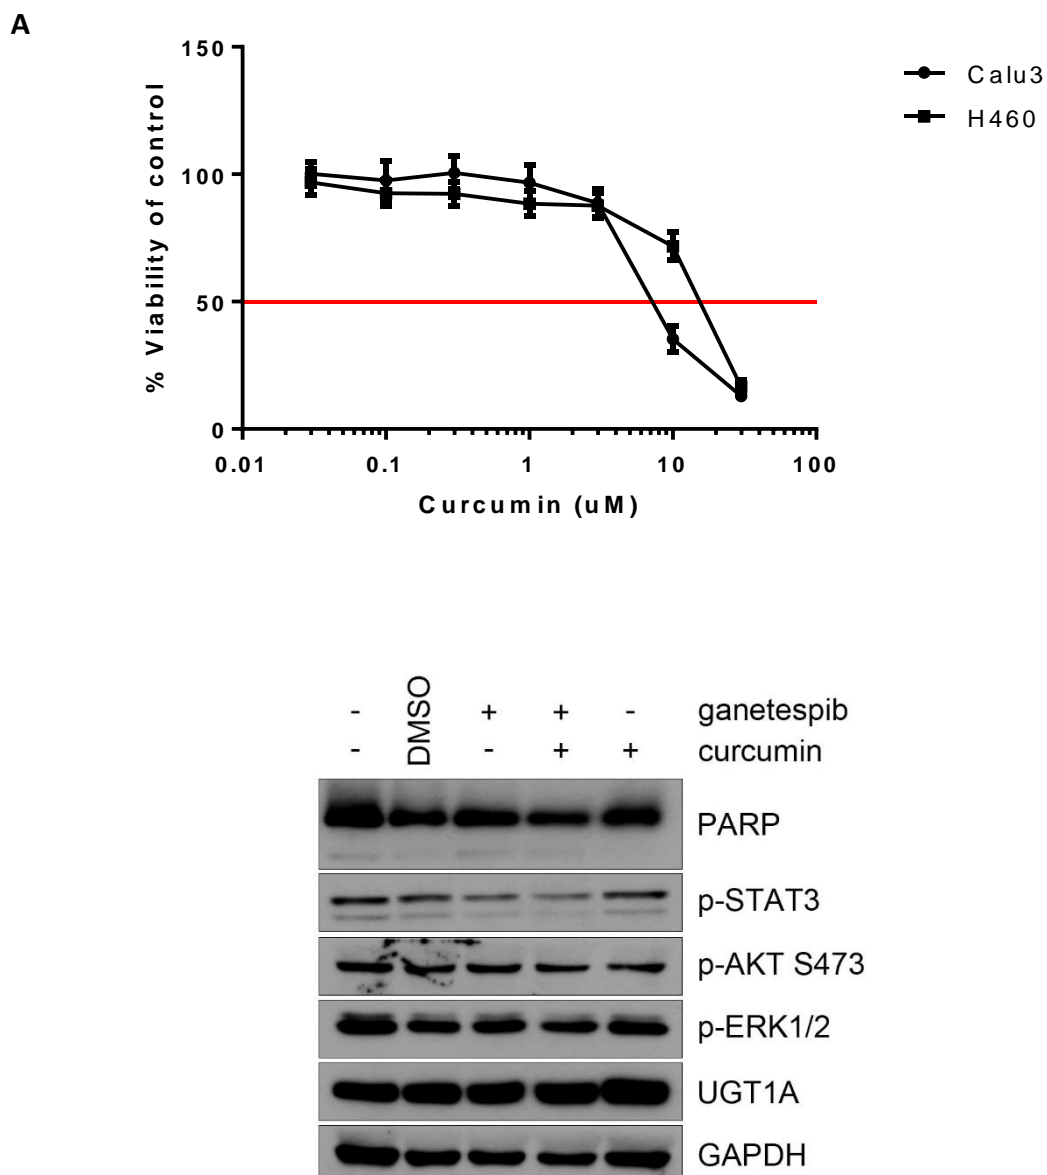 A
150
100
50
0
% Viability of control
0.01 0.1 1 10 100
Curcumin (uM)
Calu3
H460
- DMSO + + - ganetespib
- - + + curcumin
PARP
p-STAT3
p-AKT S473
p-ERK1/2
UGT1A
GAPDH